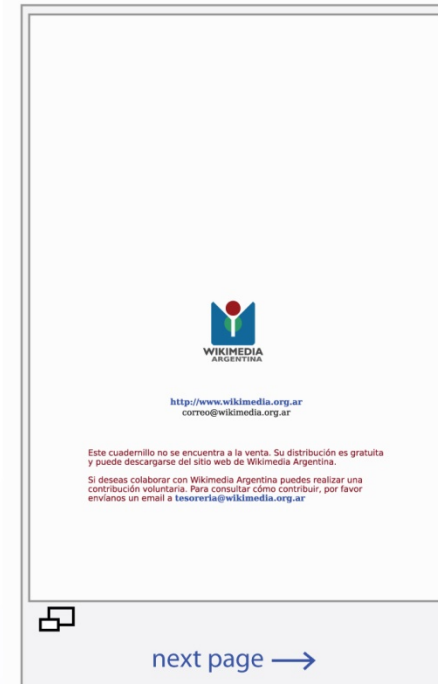 WIKIMEDIA
ARGENTINA
http://www.wikimedia.org.ar
correo@wikimedia.org.ar
Este cuadernillo no se encuentra a la venta. Su distribución es gratuita
y puede descargarse del sitio web de Wikimedia Argentina.
Si deseas colaborar con Wikimedia Argentina puedes realizar una
contribución voluntaria. Para consultar cómo contribuir, por favor
envíanos un email a tesoreria@wikimedia.org.ar
next page →